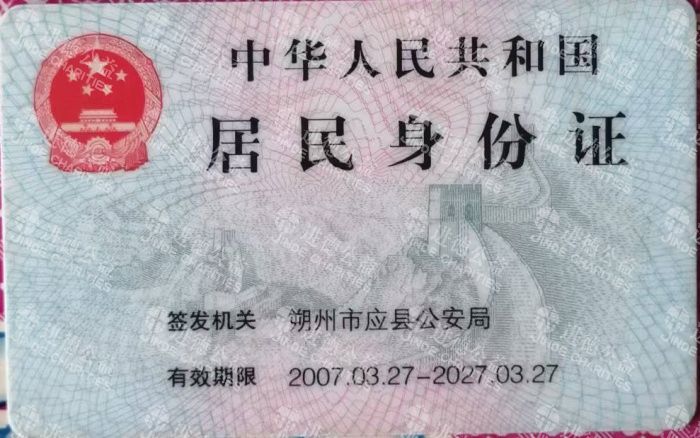 中华人民共和国
居民身份证
签发机关 朔州市应县公安局
有效期限 2007.03.27-2027.03.27